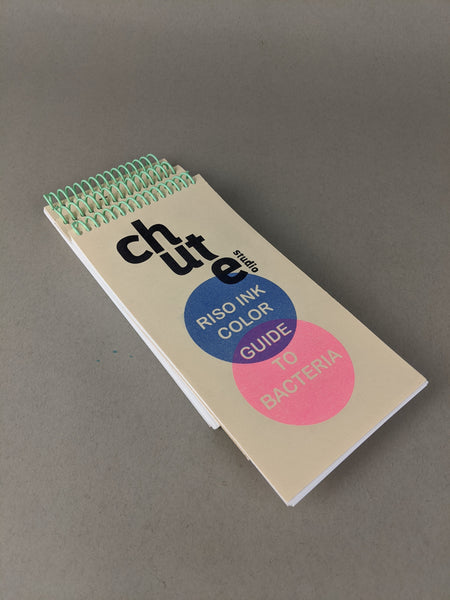 ch
ut
e
studio
RISO INK
COLOR
GUIDE
TO
BACTERIA